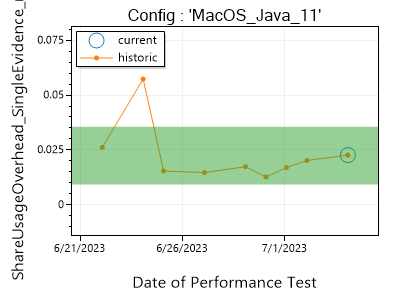 Config : 'MacOS_Java_11'
ShareUsageOverhead_SingleEvidence_
0.075
0.05
0.025
0
current
historic
6/21/2023
6/26/2023
7/1/2023
Date of Performance Test